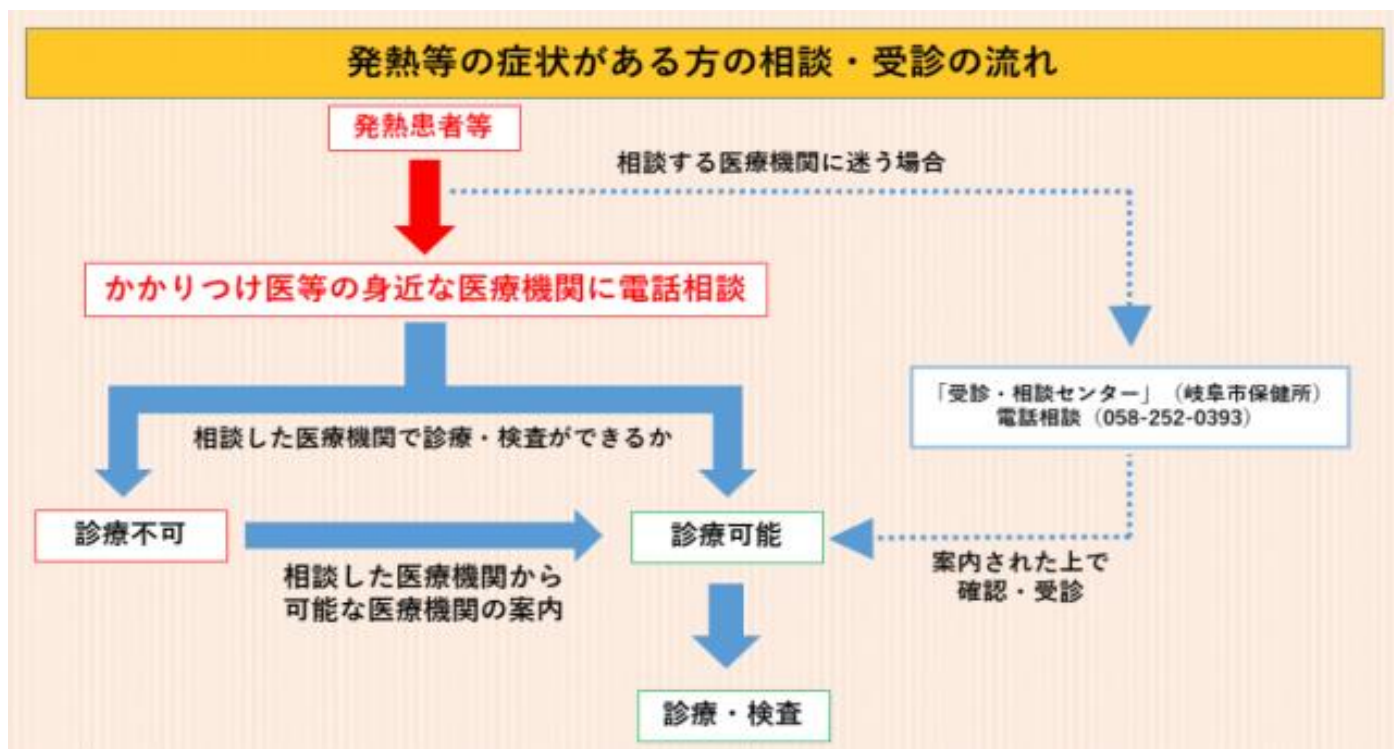 発熱等の症状がある方の相談・受診の流れ
発熱患者等
相談する医療機関に迷う場合
かかりつけ医等の身近な医療機関に電話相談
「受診・相談センター」（岐阜市保健所）
電話相談（058-252-0393）
相談した医療機関で診療・検査ができるか
診療不可
診療可能
相談した医療機関から
可能な医療機関の案内
案内された上で
確認・受診
診療・検査